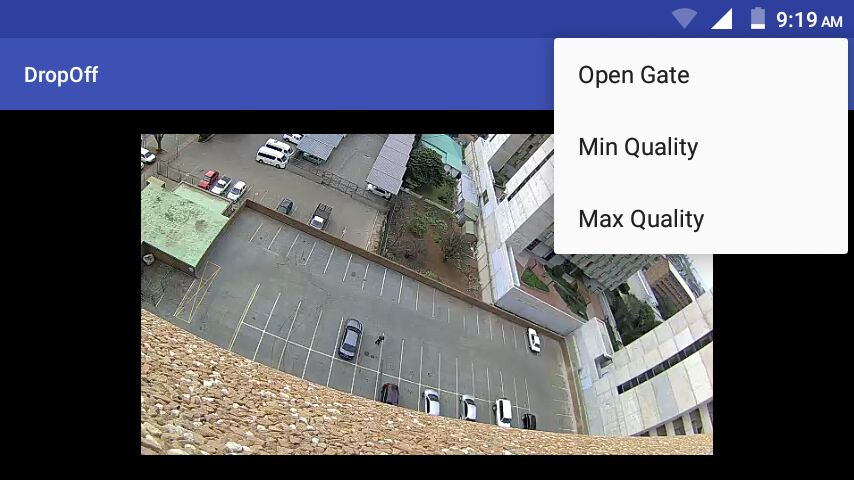 9:19 AM
DropOff
Open Gate
Min Quality
Max Quality